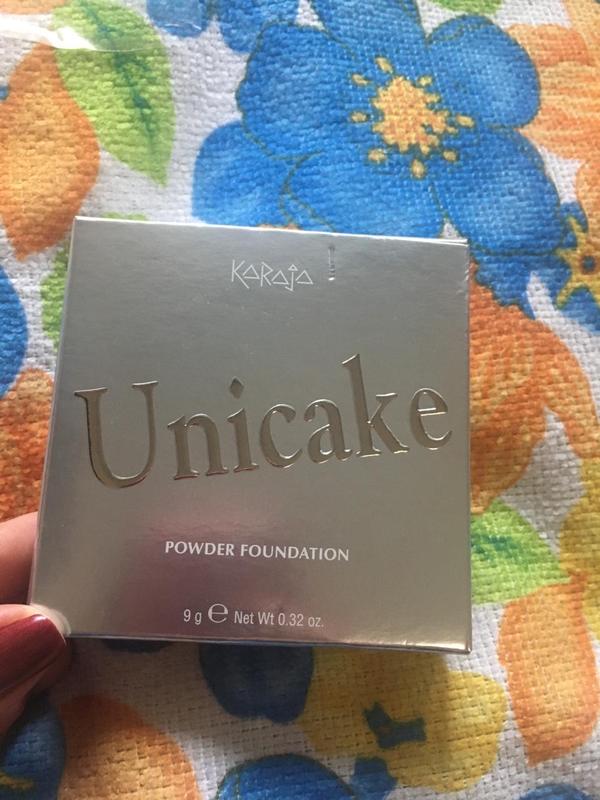 KaRaja
Unicake
POWDER FOUNDATION
9 g ℮ Net Wt 0.32 oz.